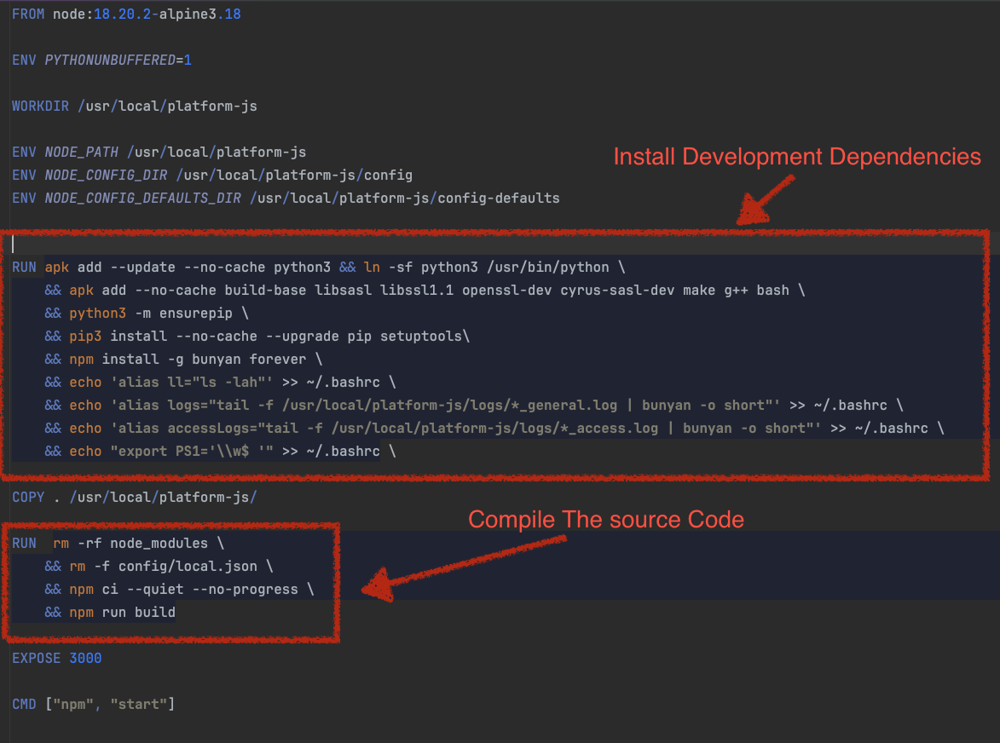 FROM node:18.20.2-alpine3.18
ENV PYTHONUNBUFFERED=1
WORKDIR /usr/local/platform-js
ENV NODE_PATH /usr/local/platform-js
Install Development Dependencies
ENV NODE_CONFIG_DIR /usr/local/platform-js/config
ENV NODE_CONFIG_DEFAULTS_DIR /usr/local/platform-js/config-defaults
RUN apk add --update --no-cache python3 && ln -sf python3 /usr/bin/python \
&& apk add --no-cache build-base libsasl libssl1.1 openssl-dev cyrus-sasl-dev make g++ bash \
&& python3 -m ensurepip \
&& pip3 install --no-cache --upgrade pip setuptools\
&& npm install -g bunyan forever \
&& echo 'alias ll="ls -lah"' >> ~/.bashrc \
&& echo 'alias logs="tail -f /usr/local/platform-js/logs/*_general.log | bunyan -o short"' >> ~/.bashrc \
&& echo 'alias accessLogs="tail -f /usr/local/platform-js/logs/*_access.log | bunyan -o short"' >> ~/.bashrc \
&& echo "export PS1='\\w$ '" >> ~/.bashrc \
COPY . /usr/local/platform-js/
Compile The source Code
RUN rm -rf node_modules \
&& rm -f config/local.json \
&& npm ci --quiet --no-progress \
&& npm run build
EXPOSE 3000
CMD ["npm", "start"]